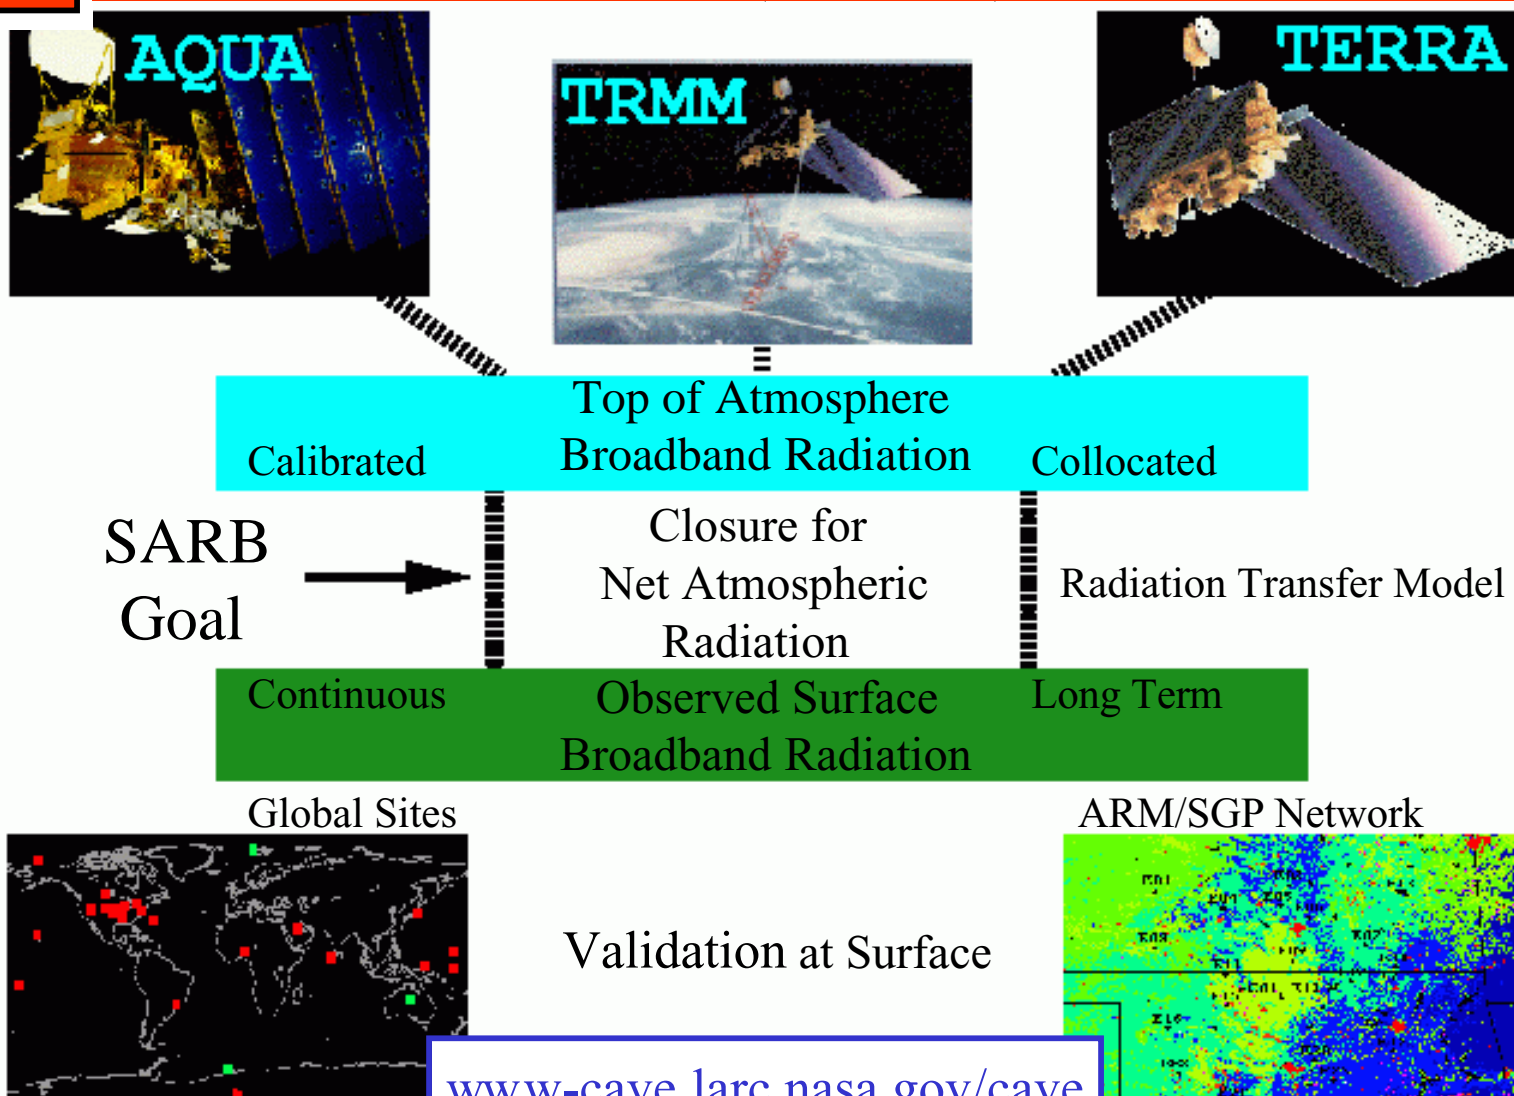 AQUA
TRMM
TERRA
Top of Atmosphere
Broadband Radiation
Calibrated
Collocated
SARB
Goal
Closure for
Net Atmospheric
Radiation
Radiation Transfer Model
Continuous
Observed Surface
Broadband Radiation
Long Term
Global Sites
ARM/SGP Network
Validation at Surface
www-cave.larc.nasa.gov/cave